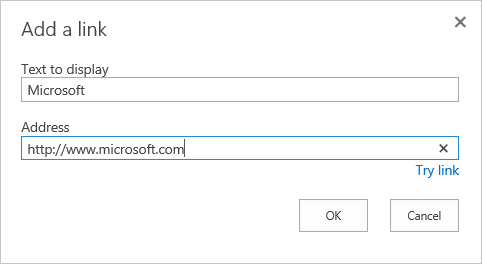 Add a link
Text to display
Microsoft
Address
http://www.microsoft.com
Try link
OK Cancel